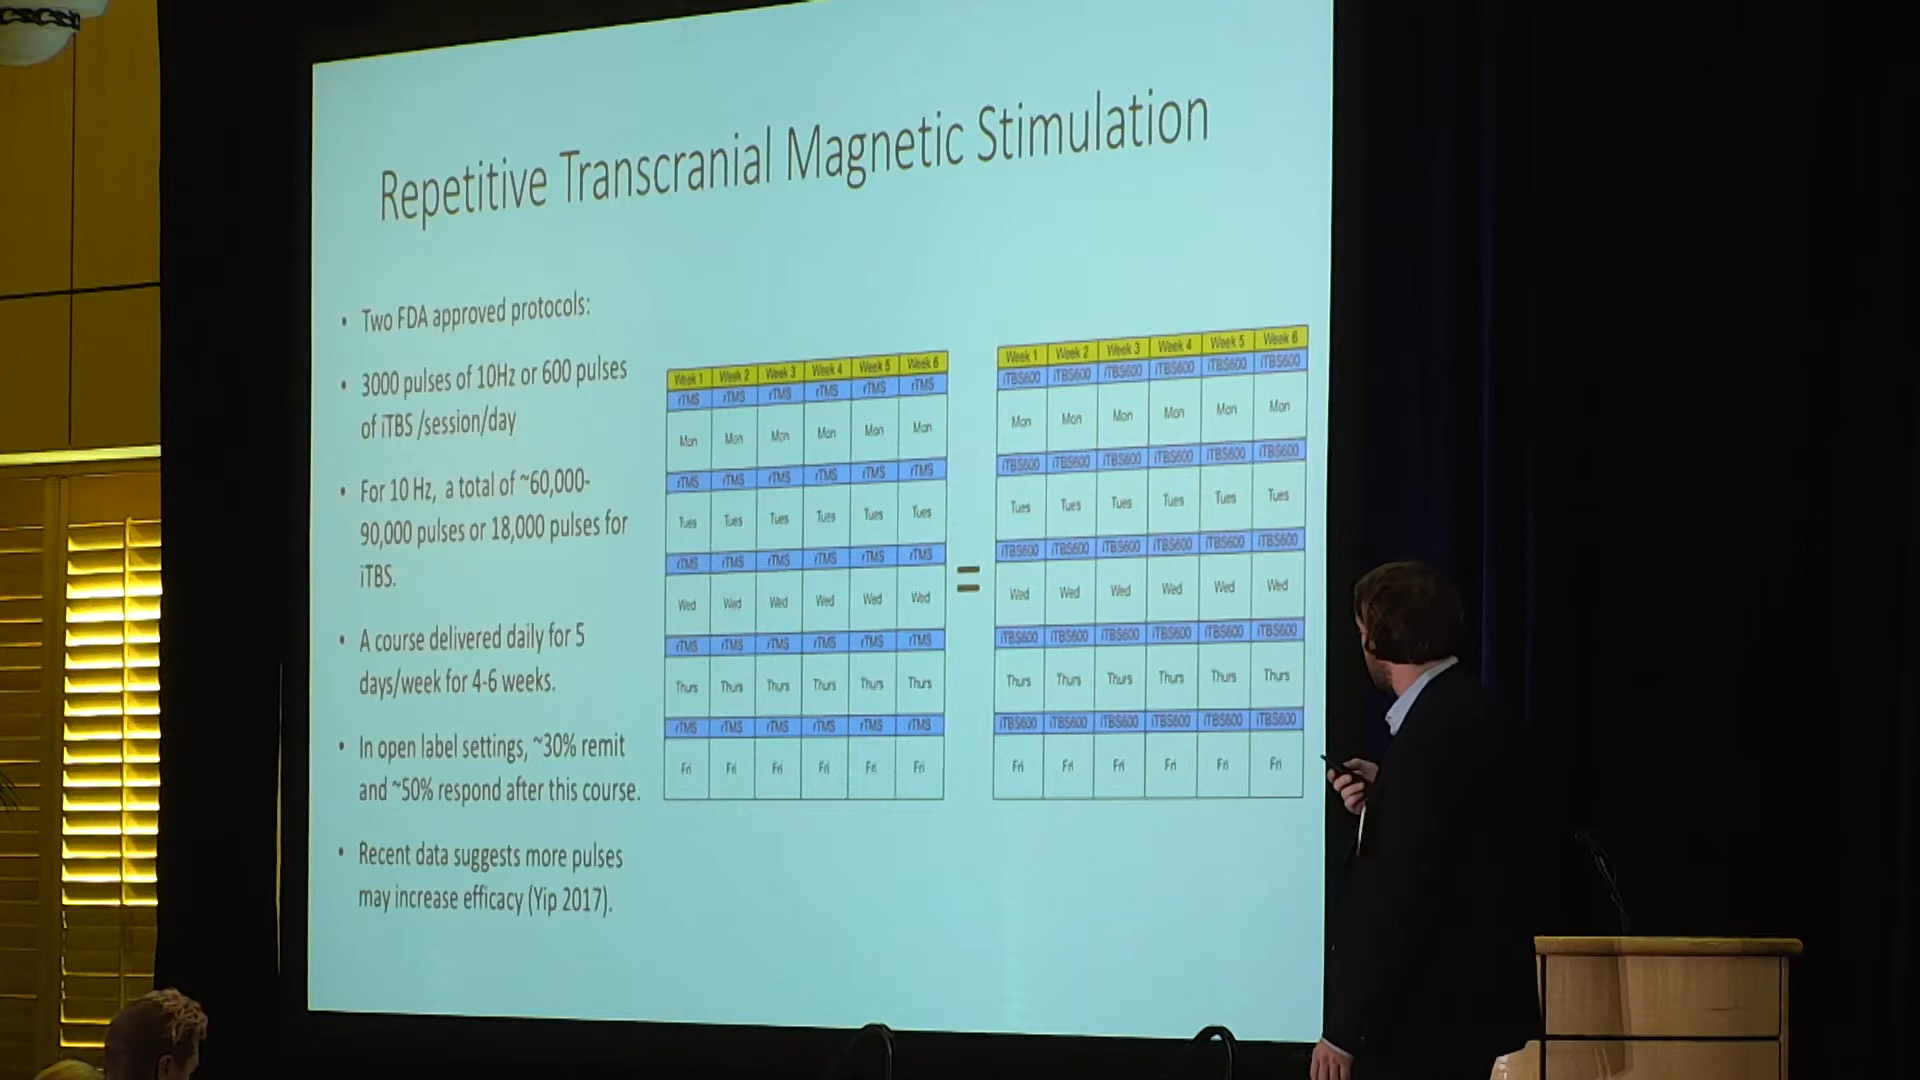 Repetitive Transcranial Magnetic Stimulation
• Two FDA approved protocols:
• 3000 pulses of 10Hz or 600 pulses
of iTBS /session/day
• For 10 Hz, a total of ~60,000-
90,000 pulses or 18,000 pulses for
iTBS.
• A course delivered daily for 5
days/week for 4-6 weeks.
• In open label settings, ~30% remit
and ~50% respond after this course.
• Recent data suggests more pulses
may increase efficacy (Yip 2017).
Week 1 Week 2 Week 3 Week 4 Week 5 Week 6
rTMS rTMS rTMS rTMS rTMS rTMS
Mon Mon Mon Mon Mon Mon
rTMS rTMS rTMS rTMS rTMS rTMS
Tues Tues Tues Tues Tues Tues
rTMS rTMS rTMS rTMS rTMS rTMS
Wed Wed Wed Wed Wed Wed
rTMS rTMS rTMS rTMS rTMS rTMS
Thurs Thurs Thurs Thurs Thurs Thurs
rTMS rTMS rTMS rTMS rTMS rTMS
Fri Fri Fri Fri Fri Fri
=
Week 1 Week 2 Week 3 Week 4 Week 5 Week 6
iTBS600 iTBS600 iTBS600 iTBS600 iTBS600 iTBS600
Mon Mon Mon Mon Mon Mon
iTBS600 iTBS600 iTBS600 iTBS600 iTBS600 iTBS600
Tues Tues Tues Tues Tues Tues
iTBS600 iTBS600 iTBS600 iTBS600 iTBS600 iTBS600
Wed Wed Wed Wed Wed Wed
iTBS600 iTBS600 iTBS600 iTBS600 iTBS600 iTBS600
Thurs Thurs Thurs Thurs Thurs Thurs
iTBS600 iTBS600 iTBS600 iTBS600 iTBS600 iTBS600
Fri Fri Fri Fri Fri Fri